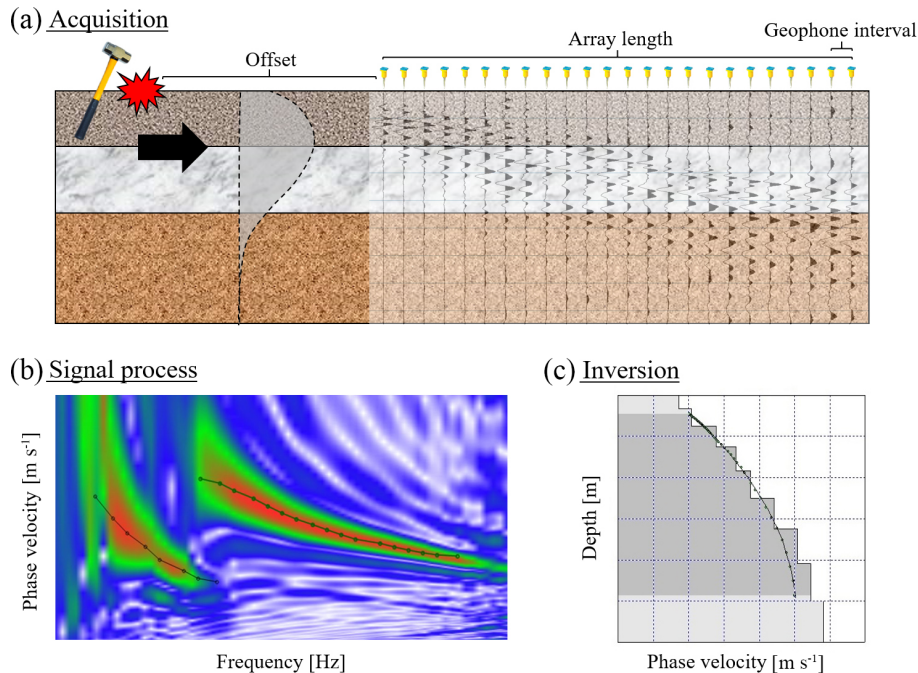 (a) Acquisition
Offset
Array length
Geophone interval
(b) Signal process
Phase velocity [m s⁻¹]
Frequency [Hz]
(c) Inversion
Depth [m]
Phase velocity [m s⁻¹]